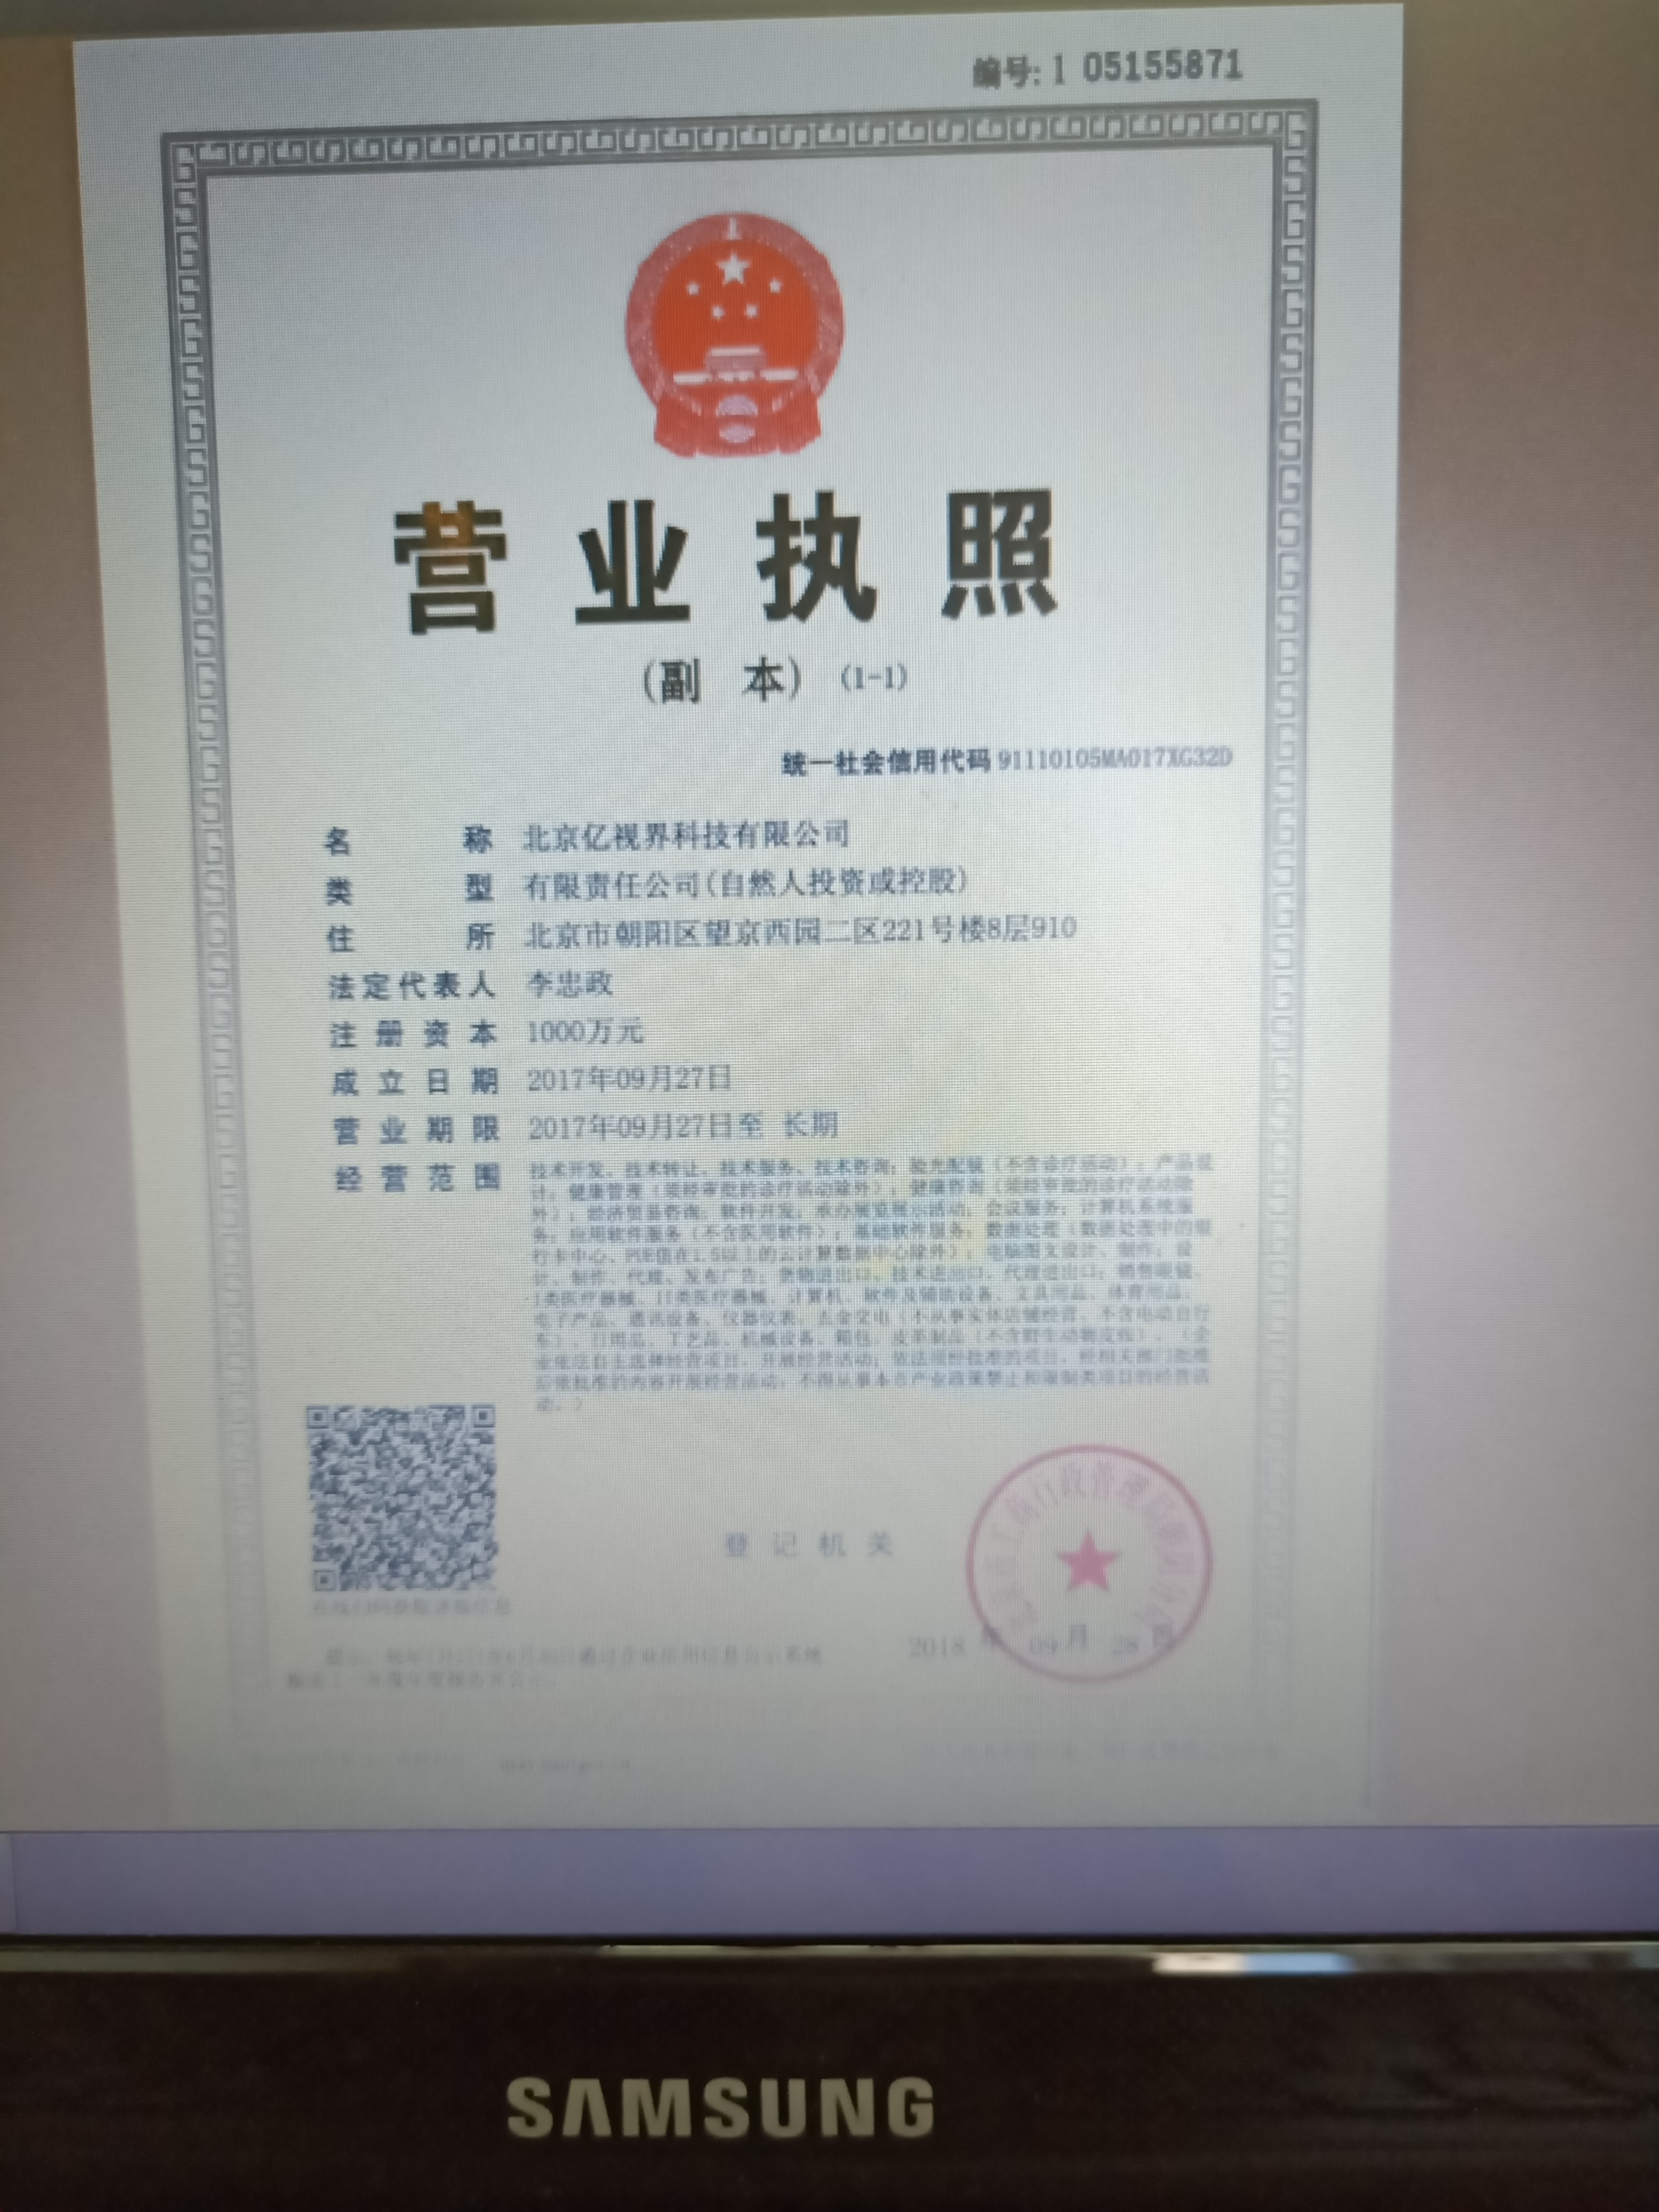 编号: 1 05155871
营业执照
(副 本) (1-1)
统一社会信用代码 91110105MA017XG32D
名称 北京亿视界科技有限公司
类型 有限责任公司(自然人投资或控股)
住所 北京市朝阳区望京西园二区221号楼8层910
法定代表人 李忠政
注册资本 1000万元
成立日期 2017年09月27日
营业期限 2017年09月27日至 长期
经营范围 技术开发、技术转让、技术服务、技术咨询；验光配镜（不含诊疗活动）；产品设
计；健康管理（须经审批的诊疗活动除外）；健康咨询（须经审批的诊疗活动除
外）；经济贸易咨询；软件开发；承办展览展示活动；会议服务；计算机系统服
务；应用软件服务（不含医用软件）；基础软件服务；数据处理（数据处理中的银
行卡中心、PUE值在1.5以上的云计算数据中心除外）；电脑图文设计、制作；设
计、制作、代理、发布广告；货物进出口、技术进出口、代理进出口；销售眼镜、
I类医疗器械、II类医疗器械、计算机、软件及辅助设备、文具用品、体育用品、
电子产品、通讯设备、仪器仪表、五金交电（不从事实体店铺经营、不含电动自行
车）、日用品、工艺品、机械设备、箱包、皮革制品（不含野生动物皮张）。（企
业依法自主选择经营项目，开展经营活动；依法须经批准的项目，经相关部门批准
后依批准的内容开展经营活动；不得从事本市产业政策禁止和限制类项目的经营活
动。）
登记机关
2018 年 09 月 28 日
SAMSUNG